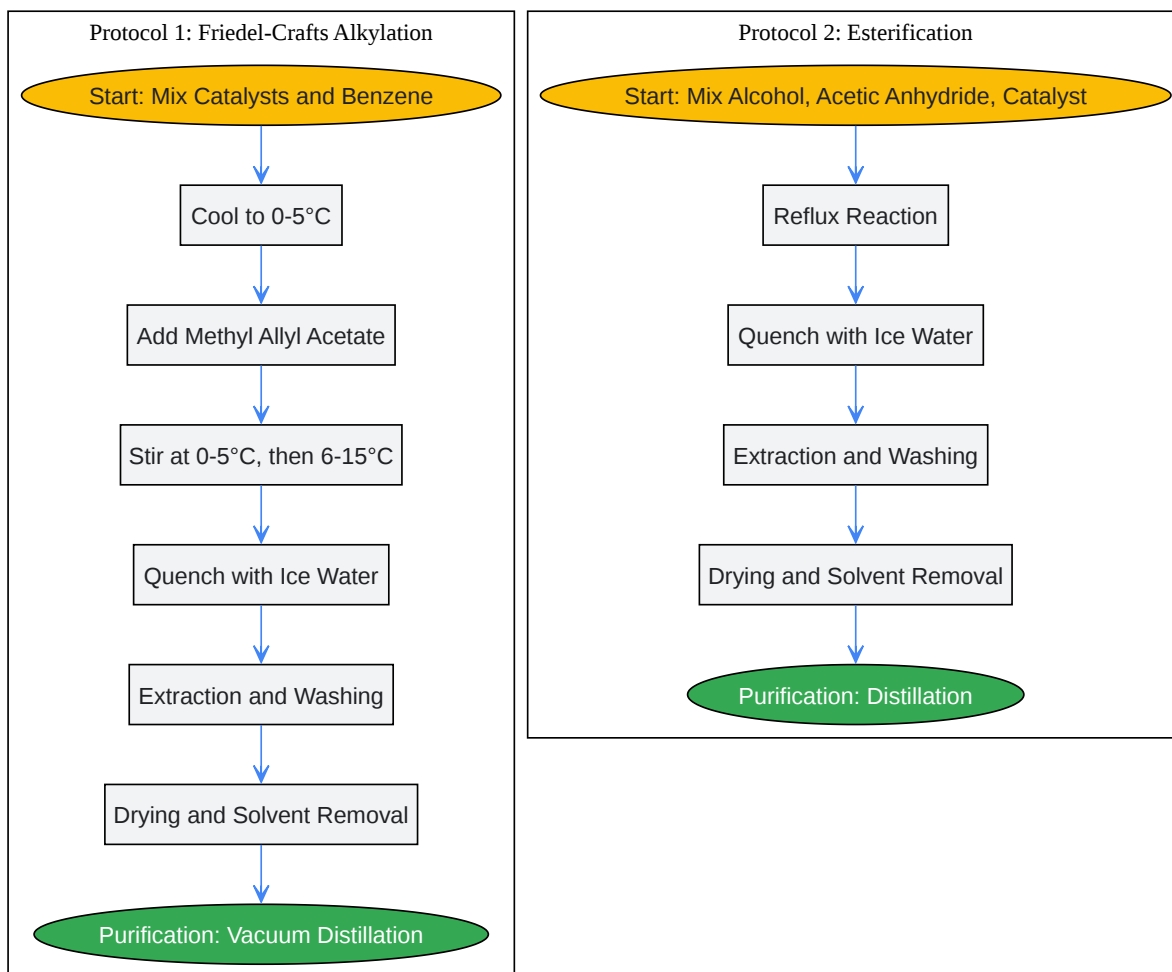 Protocol 1: Friedel-Crafts Alkylation
Start: Mix Catalysts and Benzene
Cool to 0-5°C
Add Methyl Allyl Acetate
Stir at 0-5°C, then 6-15°C
Quench with Ice Water
Extraction and Washing
Drying and Solvent Removal
Purification: Vacuum Distillation
Protocol 2: Esterification
Start: Mix Alcohol, Acetic Anhydride, Catalyst
Reflux Reaction
Quench with Ice Water
Extraction and Washing
Drying and Solvent Removal
Purification: Distillation